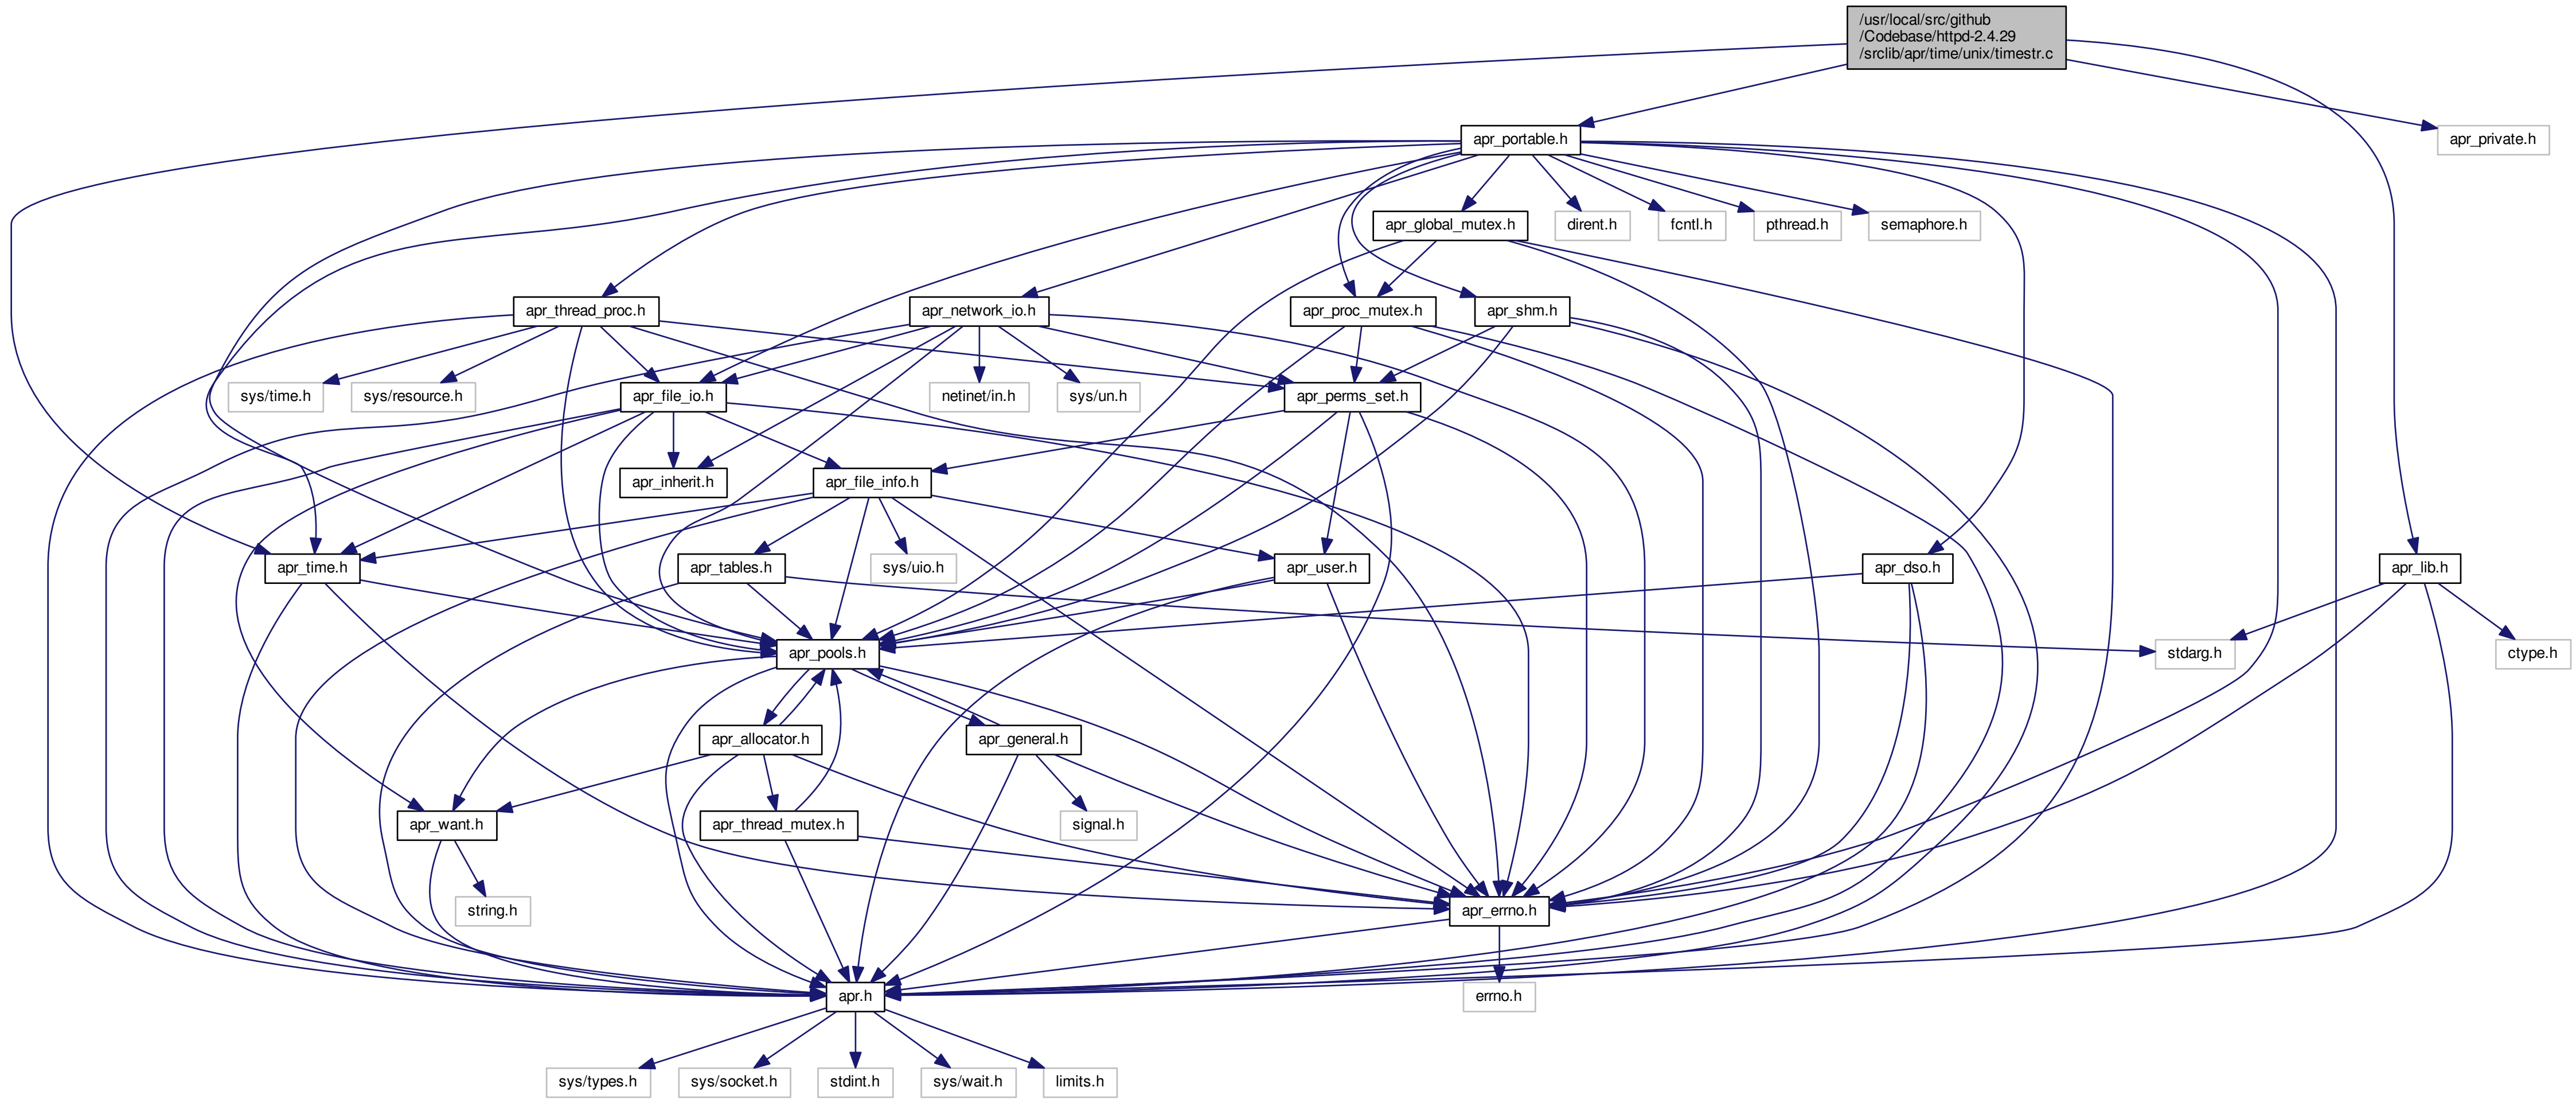 /usr/local/src/github
/Codebase/httpd-2.4.29
/srclib/apr/time/unix/timestr.c
apr_portable.h
apr_private.h
apr_global_mutex.h
dirent.h
fcntl.h
pthread.h
semaphore.h
apr_thread_proc.h
apr_network_io.h
apr_proc_mutex.h
apr_shm.h
sys/time.h
sys/resource.h
apr_file_io.h
netinet/in.h
sys/un.h
apr_perms_set.h
apr_inherit.h
apr_file_info.h
apr_time.h
apr_tables.h
sys/uio.h
apr_user.h
apr_dso.h
apr_lib.h
apr_pools.h
stdarg.h
ctype.h
apr_allocator.h
apr_general.h
apr_want.h
apr_thread_mutex.h
signal.h
string.h
apr_errno.h
apr.h
errno.h
sys/types.h
sys/socket.h
stdint.h
sys/wait.h
limits.h